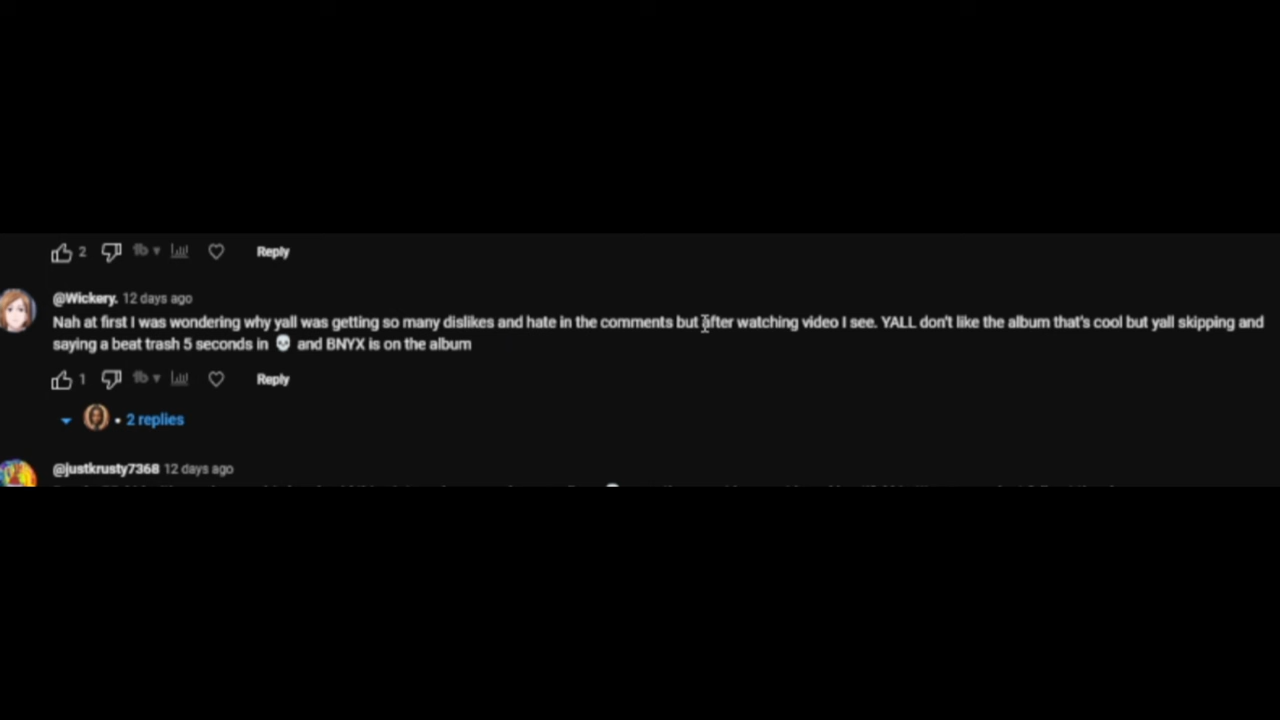 2 Reply
@Wickery. 12 days ago
Nah at first I was wondering why yall was getting so many dislikes and hate in the comments but after watching video I see. YALL don't like the album that's cool but yall skipping and
saying a beat trash 5 seconds in 💀 and BNYX is on the album
1 Reply
• 2 replies
@justkrusty7368 12 days ago